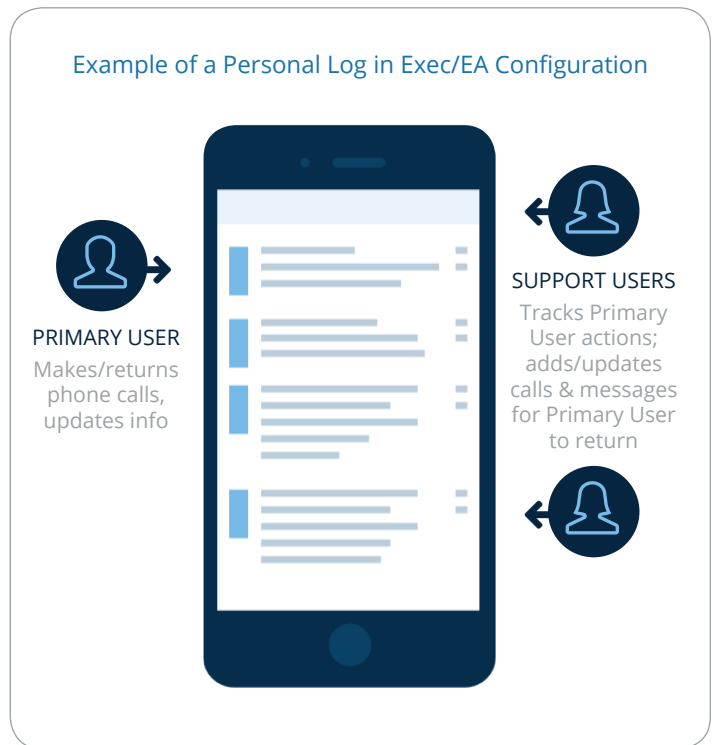 Example of a Personal Log in Exec/EA Configuration
PRIMARY USER
Makes/returns
phone calls,
updates info
SUPPORT USERS
Tracks Primary
User actions;
adds/updates
calls & messages
for Primary User
to return